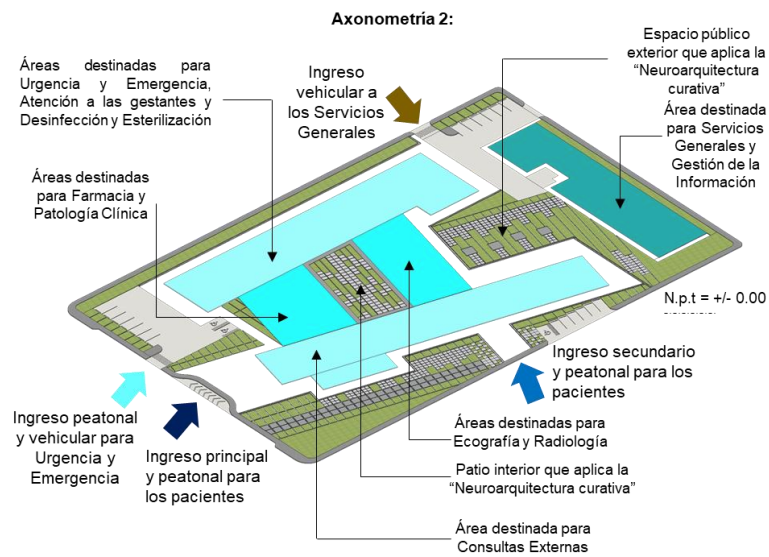 Axonometría 2:
Áreas destinadas para
Urgencia y Emergencia,
Atención a las gestantes y
Desinfección y Esterilización
Ingreso
vehicular a
los Servicios
Generales
Espacio público
exterior que aplica la
“Neuroarquitectura
curativa”
Área destinada
para Servicios
Generales y
Gestión de la
Información
Áreas destinadas
para Farmacia y
Patología Clínica
N.p.t = +/- 0.00
Ingreso secundario
y peatonal para los
pacientes
Ingreso peatonal
y vehicular para
Urgencia y
Emergencia
Ingreso principal
y peatonal para
los pacientes
Áreas destinadas para
Ecografía y Radiología
Patio interior que aplica la
“Neuroarquitectura curativa”
Área destinada para
Consultas Externas